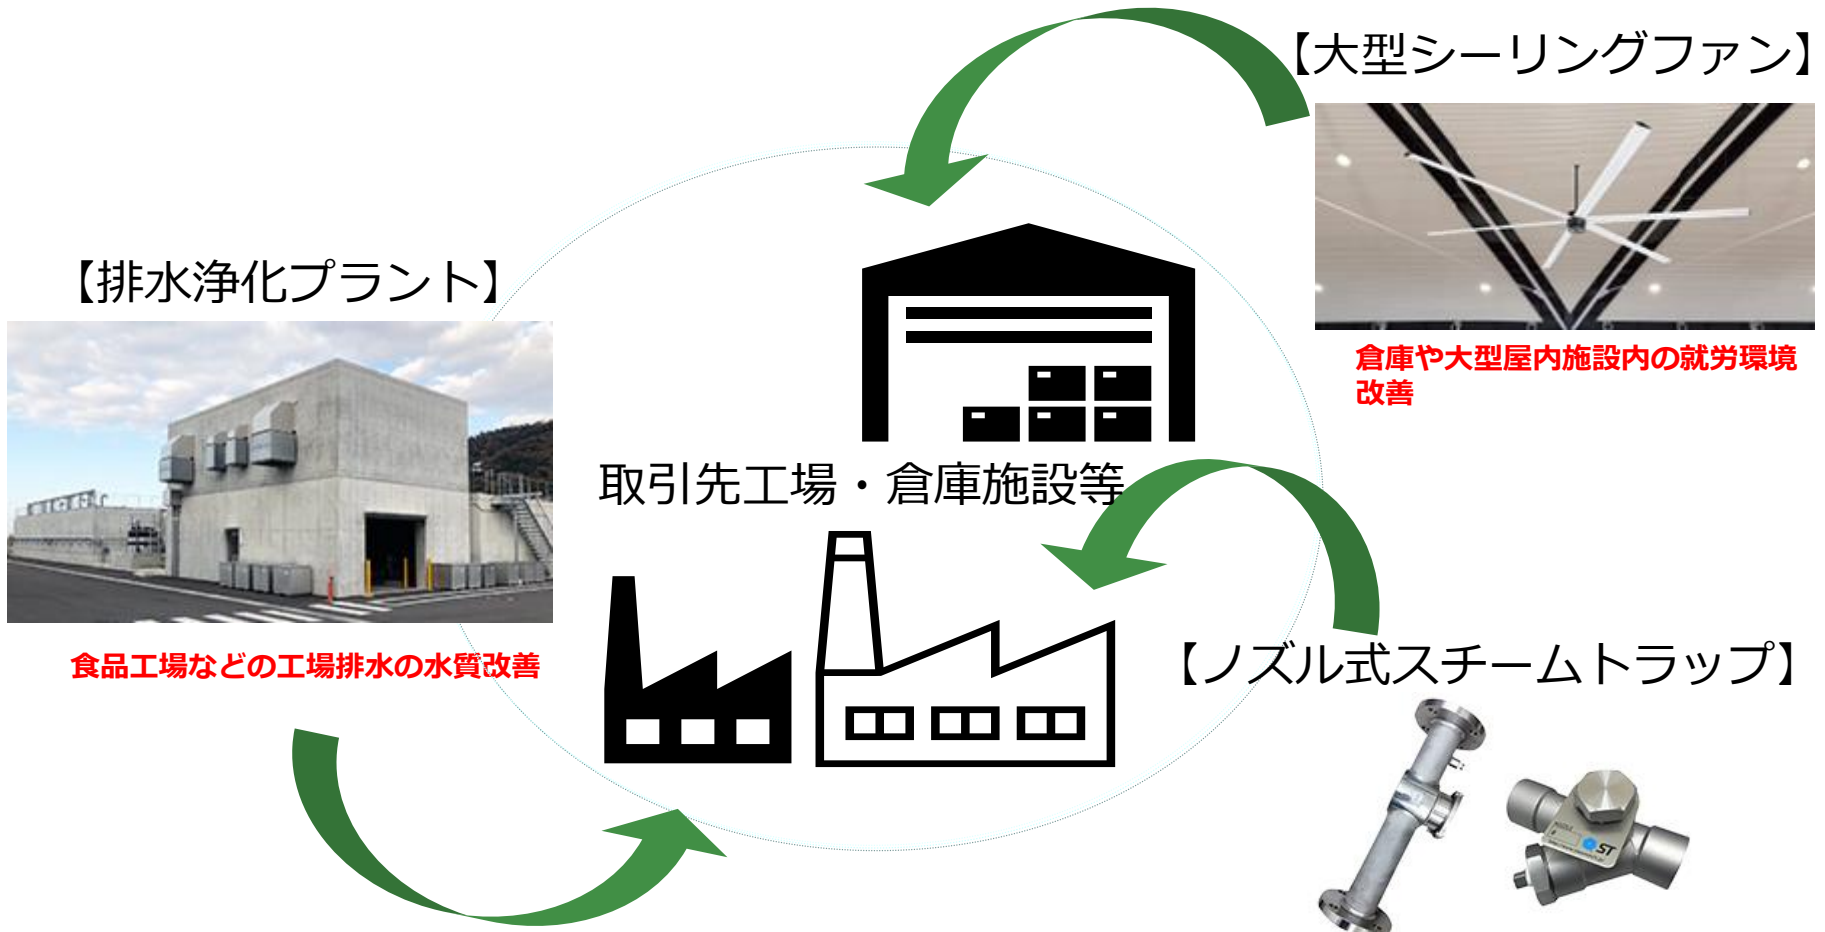 【大型シーリングファン】
倉庫や大型屋内施設内の就労環境
改善
【排水浄化プラント】
食品工場などの工場排水の水質改善
取引先工場・倉庫施設等
【ノズル式スチームトラップ】
ST